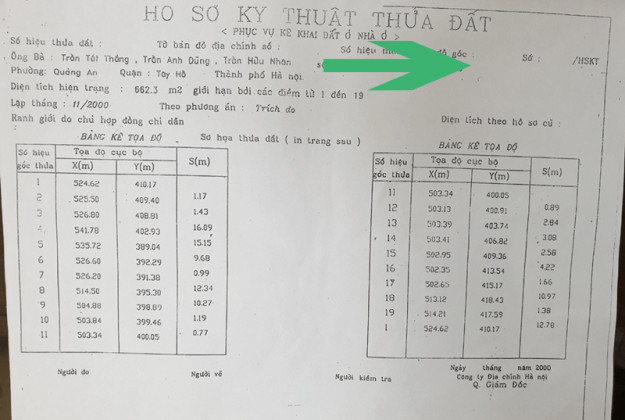 HỒ SƠ KỸ THUẬT THỬA ĐẤT
< PHỤC VỤ KÊ KHAI ĐẤT Ở NHÀ Ở >
Số hiệu thửa đất : Từ bản đồ địa chính số : Số hiệu gốc : Số : /HSKT
Ông Bà : Trần Tất Thắng , Trần Anh Dũng , Trần Hữu Nhơn
Phường: Quảng An Quận : Tây Hồ Thành phố Hà nội.
Diện tích hiện trạng : 662.3 m2 giới hạn bởi các điểm từ 1 đến 19
Lập tháng : 11/2000 Theo phương án : Trích đo
Ranh giới do chủ hợp đồng chỉ dẫn Diện tích theo hồ sơ cũ :
BẢNG KÊ TỌA ĐỘ Sơ họa thửa đất ( in trang sau ) BẢNG KÊ TỌA ĐỘ
Số hiệu góc thửa Tọa độ cục bộ S(m)
X(m) Y(m)
1 524.62 410.17
1.17
2 525.50 409.40
1.43
3 526.80 408.81
16.09
4 541.78 402.93
15.15
5 535.72 389.04
9.68
6 526.60 392.29
0.99
7 526.20 391.38
12.34
8 514.50 395.30
10.27
9 504.88 398.89
1.19
10 503.84 399.46
0.77
11 503.34 400.05
Số hiệu góc thửa Tọa độ cục bộ S(m)
X(m) Y(m)
11 503.34 400.05
0.89
12 503.13 400.91
2.84
13 503.39 403.74
3.08
14 503.41 406.82
2.58
15 502.95 409.36
4.22
16 502.35 413.54
1.66
17 502.65 415.17
10.97
18 513.12 418.43
1.38
19 514.21 417.59
12.78
1 524.62 410.17
Ngày tháng năm 2000
Người đo Người vẽ Người kiểm tra Công ty Địa chính Hà nội
Q. Giám Đốc